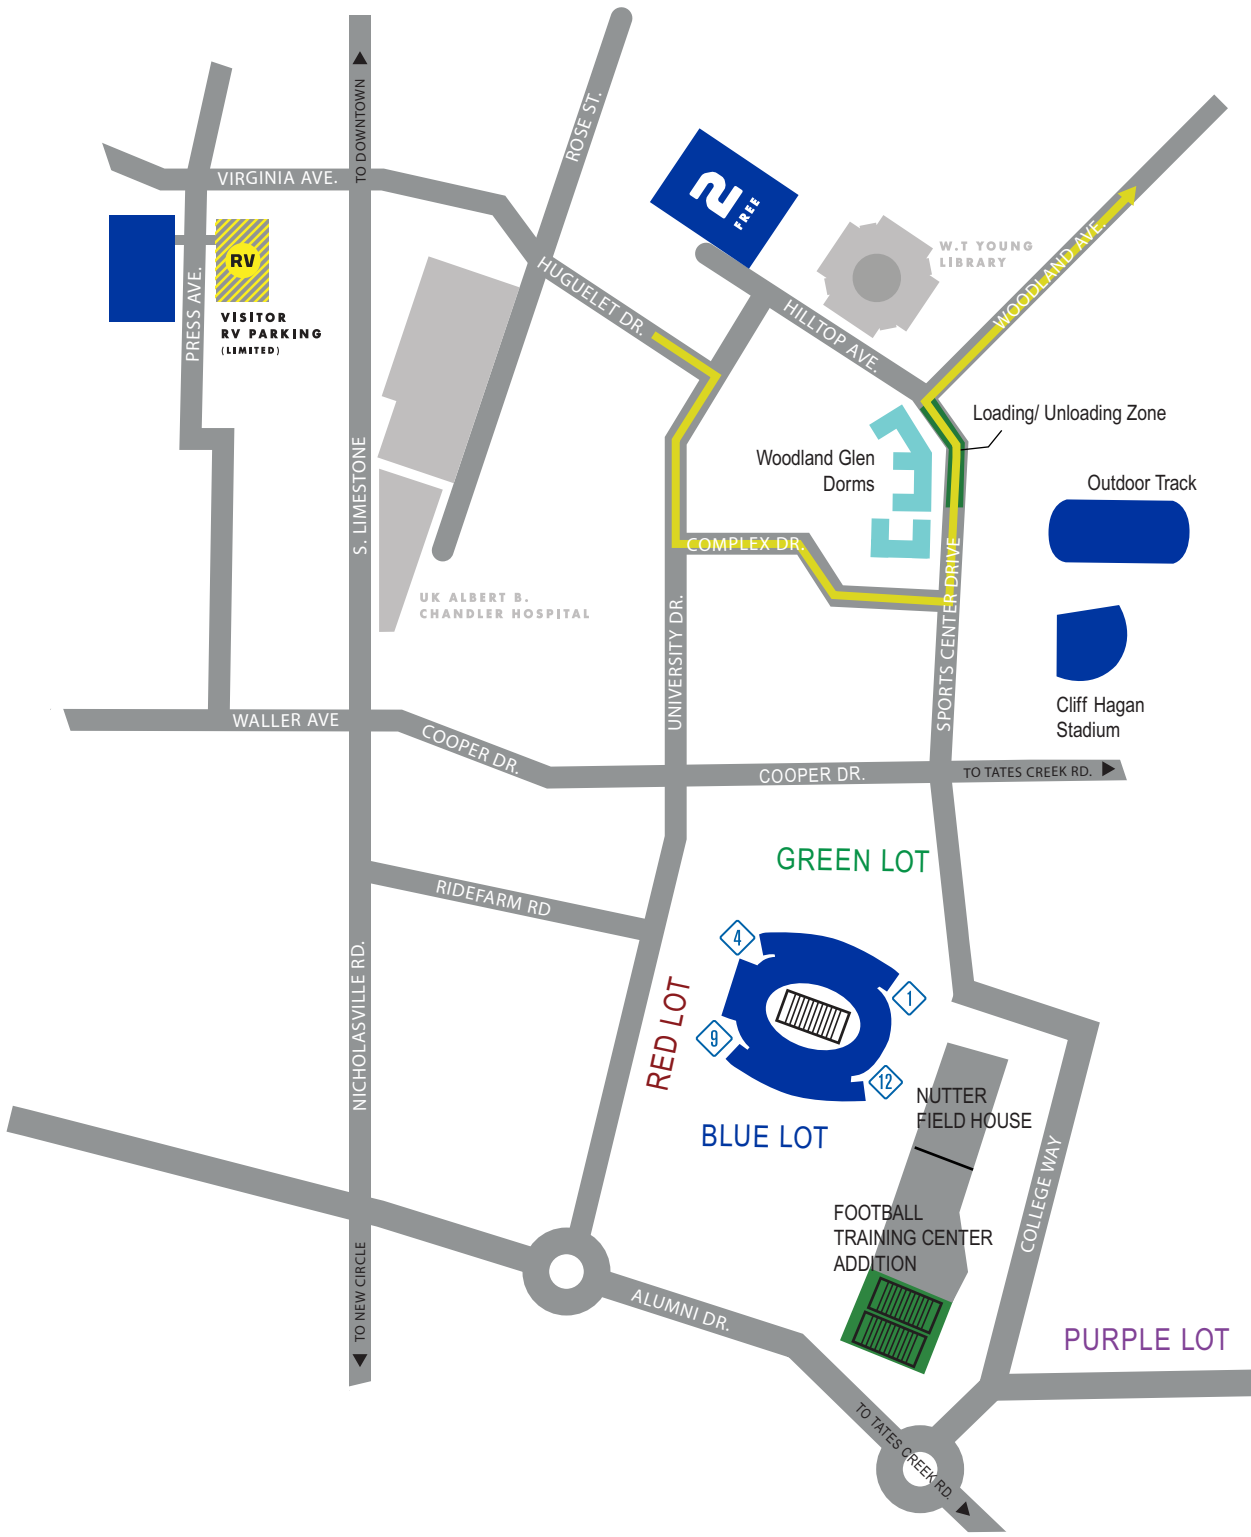 TO DOWNTOWN
ROSE ST.
VIRGINIA AVE.
2
FREE
W.T YOUNG
LIBRARY
WOODLAND AVE.
RV
VISITOR
RV PARKING
(LIMITED)
PRESS AVE.
HUGUELET DR.
HILLTOP AVE.
Loading/ Unloading Zone
Woodland Glen
Dorms
Outdoor Track
S. LIMESTONE
COMPLEX DR.
UK ALBERT B.
CHANDLER HOSPITAL
UNIVERSITY DR.
SPORTS CENTER DRIVE
Cliff Hagan
Stadium
WALLER AVE
COOPER DR.
COOPER DR.
TO TATES CREEK RD.
GREEN LOT
RIDEFARM RD
4
1
9
12
NICHOLASVILLE RD.
RED LOT
NUTTER
FIELD HOUSE
BLUE LOT
COLLEGE WAY
FOOTBALL
TRAINING CENTER
ADDITION
TO NEW CIRCLE
ALUMNI DR.
PURPLE LOT
TO TATES CREEK RD.